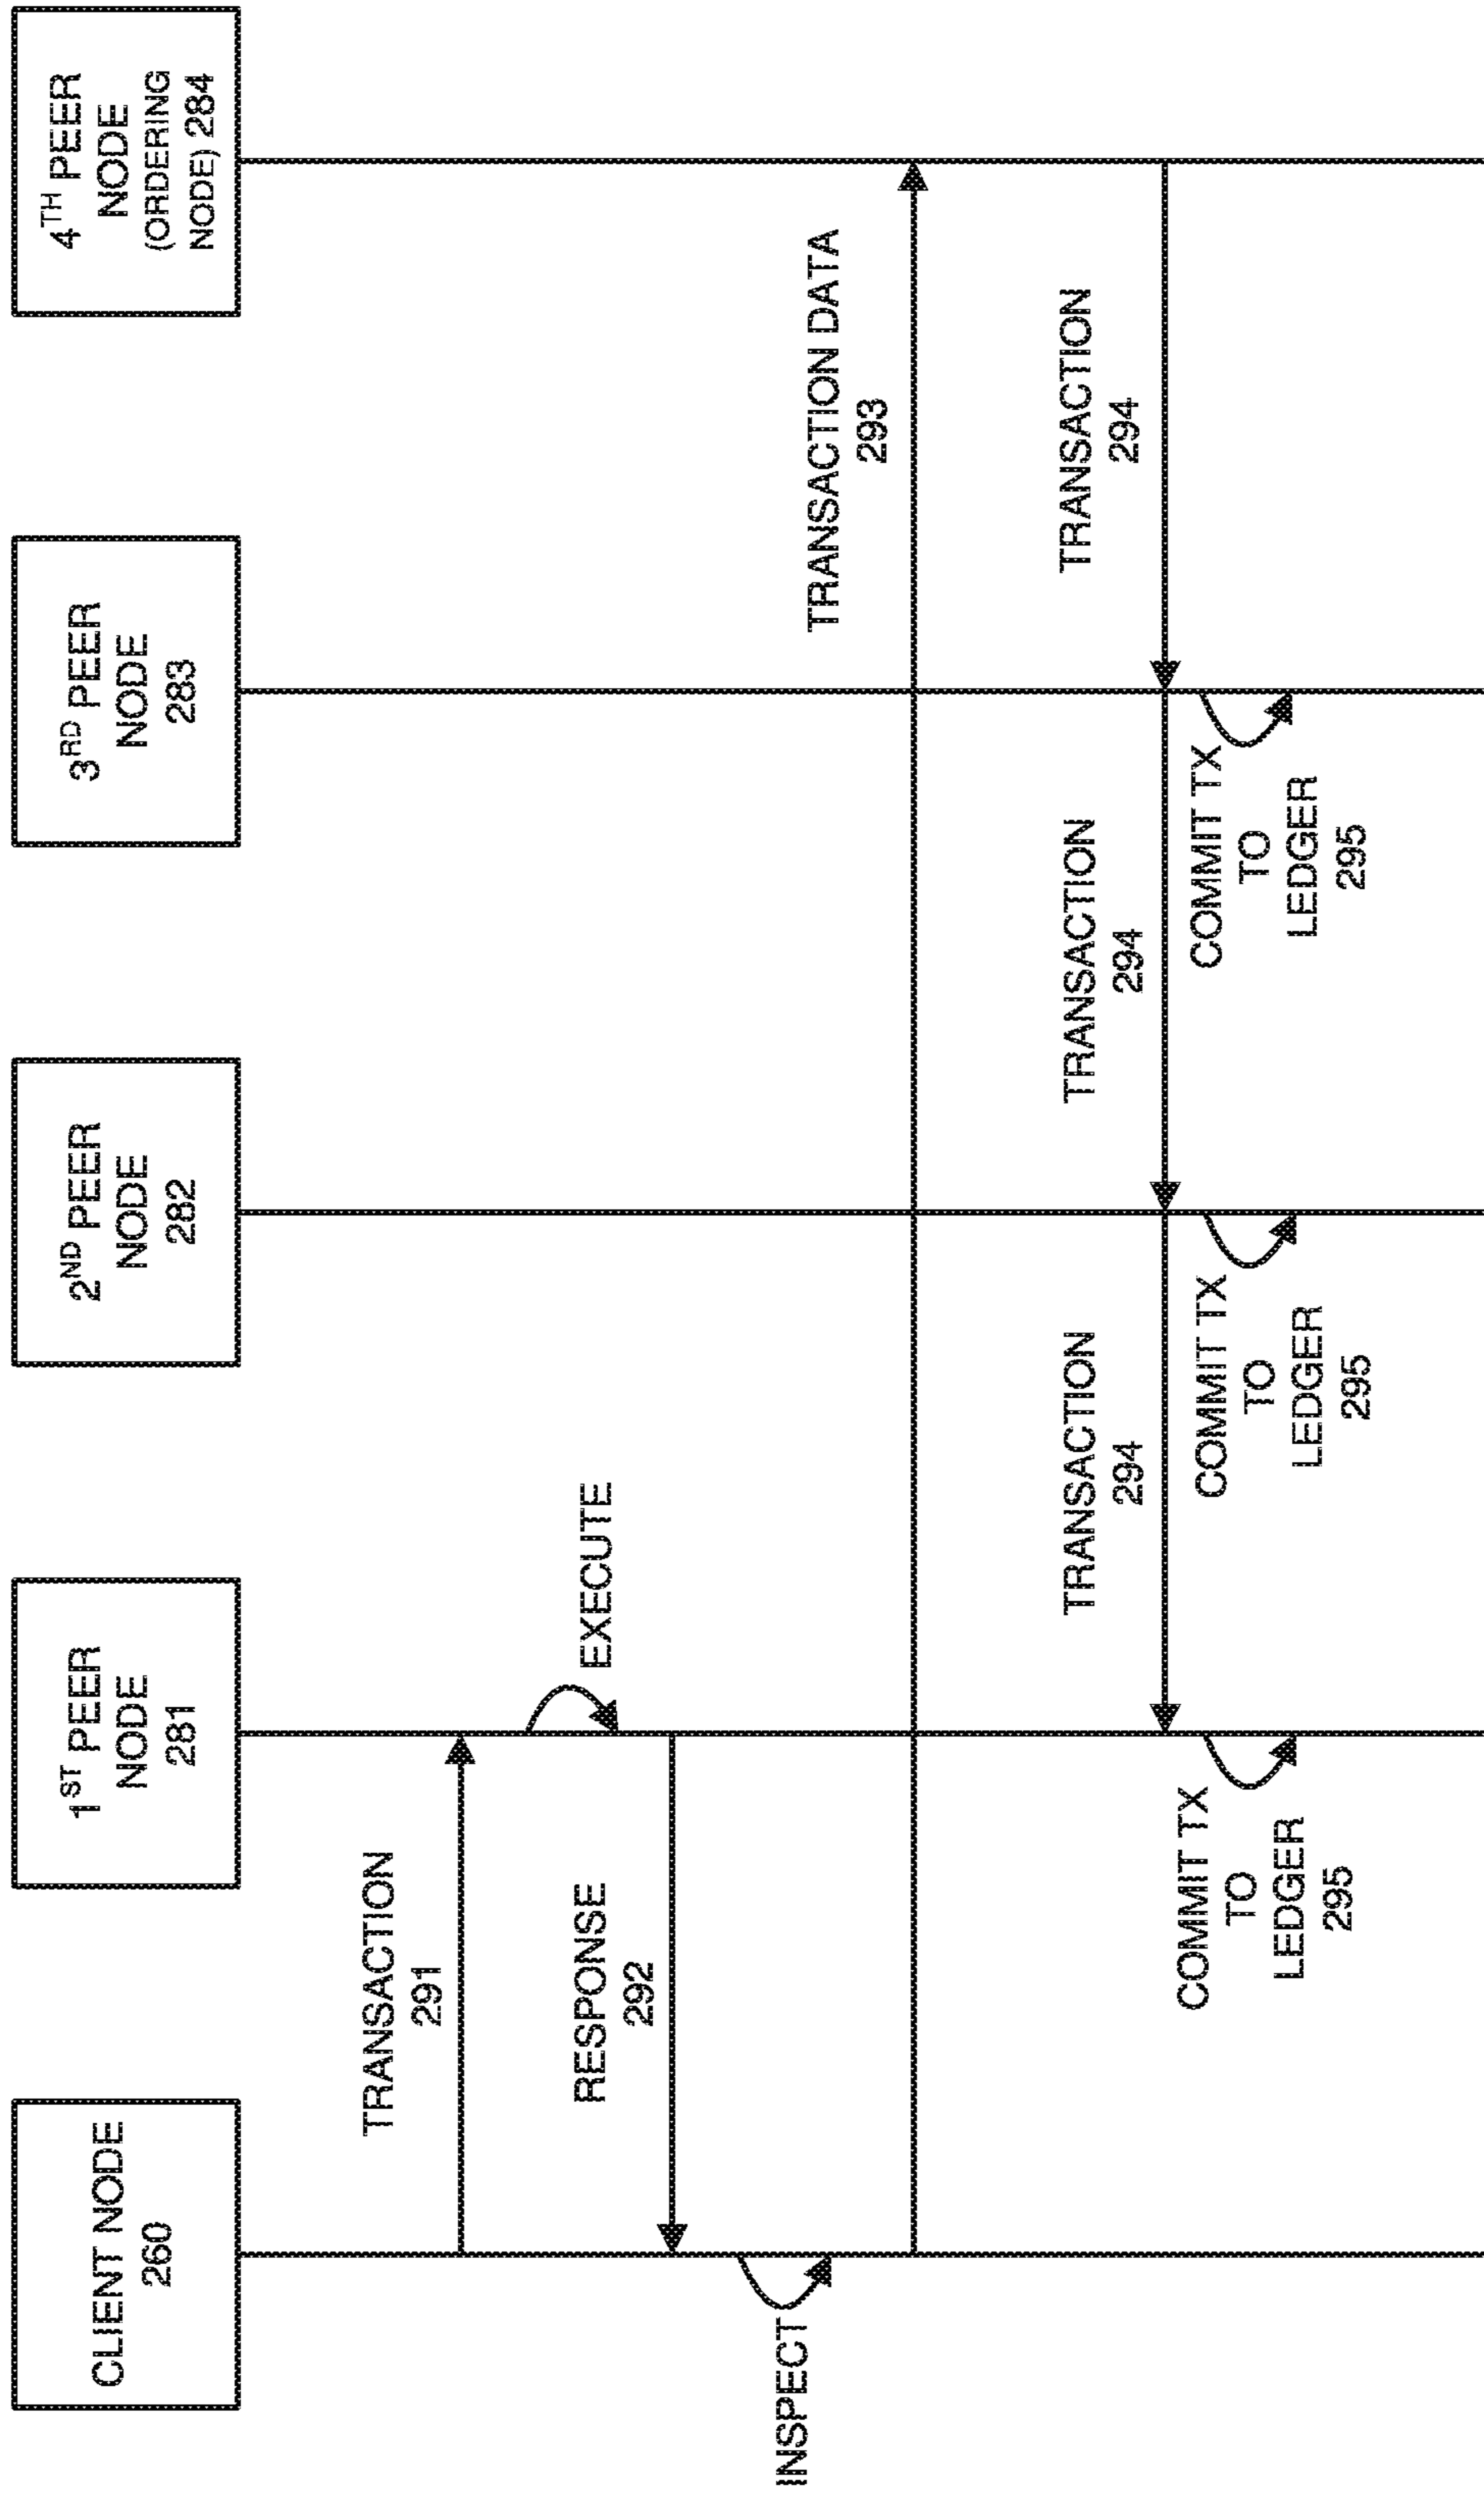 CLIENT NODE
260
1ST PEER
NODE
281
2ND PEER
NODE
282
3RD PEER
NODE
283
4TH PEER
NODE
(ORDERING
NODE) 284
TRANSACTION
291
EXECUTE
RESPONSE
292
INSPECT
TRANSACTION DATA
293
TRANSACTION
294
TRANSACTION
294
TRANSACTION
294
COMMIT TX
TO
LEDGER
295
COMMIT TX
TO
LEDGER
295
COMMIT TX
TO
LEDGER
295